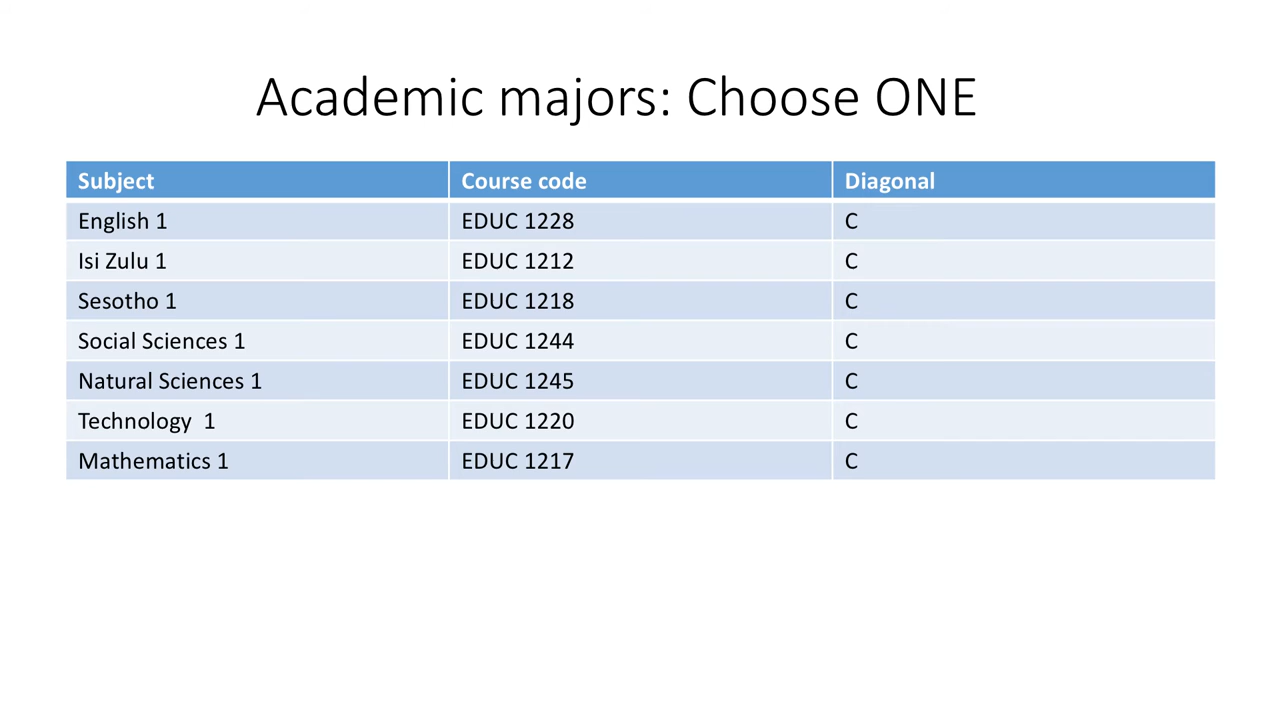 Academic majors: Choose ONE
Subject Course code Diagonal
English 1 EDUC 1228 C
Isi Zulu 1 EDUC 1212 C
Sesotho 1 EDUC 1218 C
Social Sciences 1 EDUC 1244 C
Natural Sciences 1 EDUC 1245 C
Technology  1 EDUC 1220 C
Mathematics 1 EDUC 1217 C